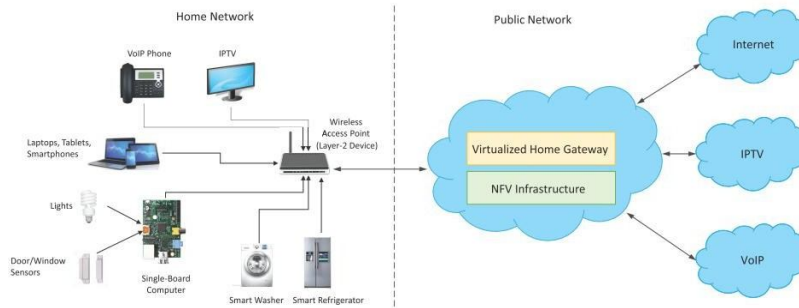 Home Network
Public Network
VoIP Phone
IPTV
Wireless
Access Point
(Layer-2 Device)
Laptops, Tablets,
Smartphones
Lights
Door/Window
Sensors
Single-Board
Computer
Smart Washer
Smart Refrigerator
Virtualized Home Gateway
NFV Infrastructure
Internet
IPTV
VoIP